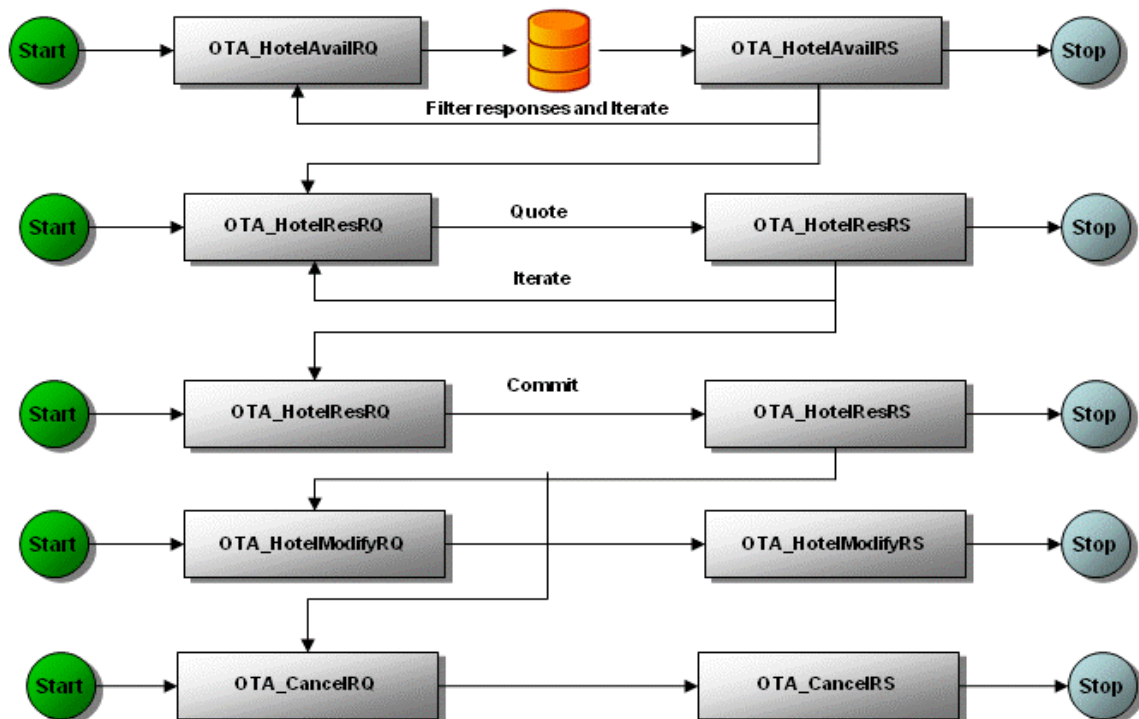 Start
OTA_HotelAvailRQ
OTA_HotelAvailRS
Stop
Filter responses and Iterate
Start
OTA_HotelResRQ
Quote
OTA_HotelResRS
Stop
Iterate
Start
OTA_HotelResRQ
Commit
OTA_HotelResRS
Stop
Start
OTA_HotelModifyRQ
OTA_HotelModifyRS
Stop
Start
OTA_CancelRQ
OTA_CancelRS
Stop